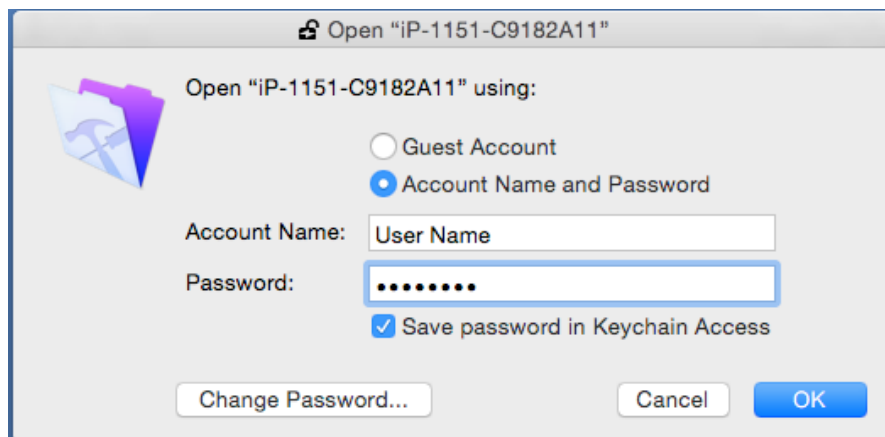 Open “iP-1151-C9182A11”
Open “iP-1151-C9182A11” using:
Guest Account
Account Name and Password
Account Name: User Name
Password: ••••••••
Save password in Keychain Access
Change Password... Cancel OK